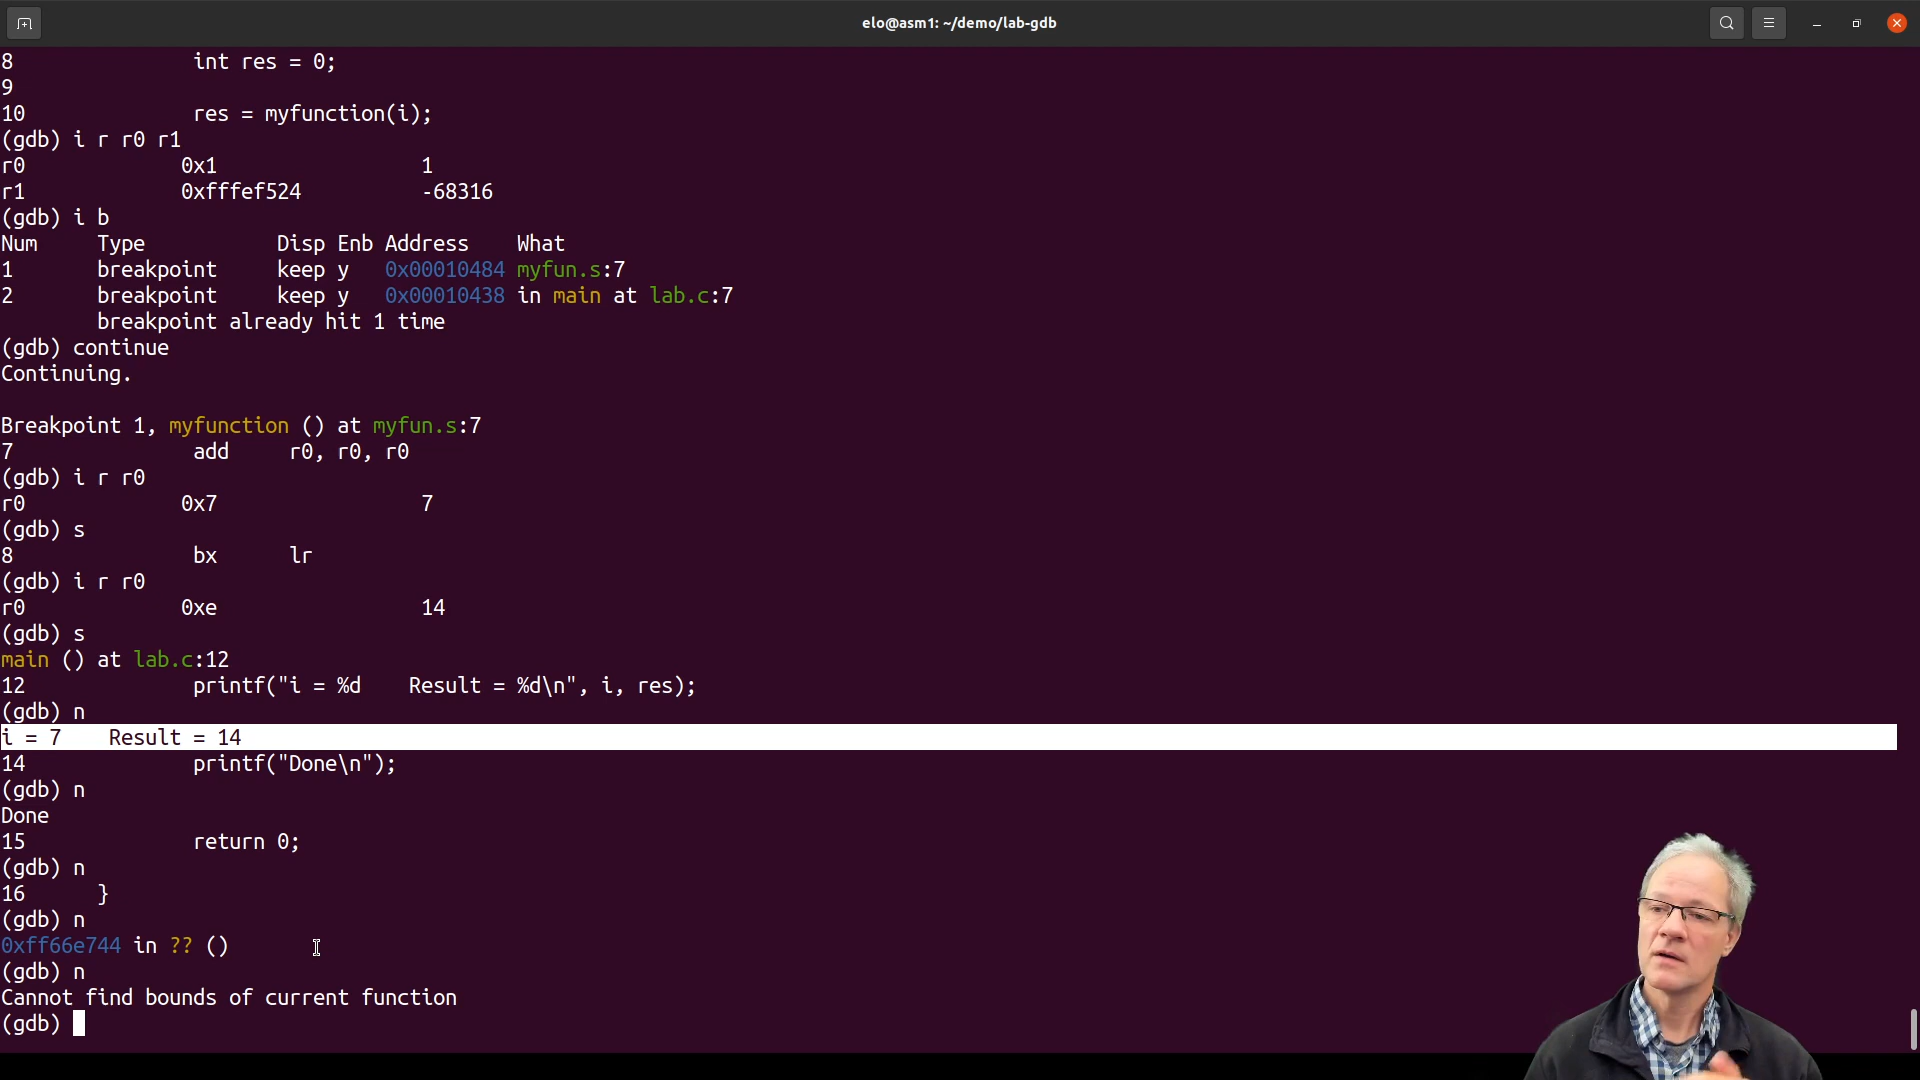 elo@asm1: ~/demo/lab-gdb
8 int res = 0;
9
10 res = myfunction(i);
(gdb) i r r0 r1
r0 0x1 1
r1 0xfffef524 -68316
(gdb) i b
Num Type Disp Enb Address What
1 breakpoint keep y 0x00010484 myfun.s:7
2 breakpoint keep y 0x00010438 in main at lab.c:7
breakpoint already hit 1 time
(gdb) continue
Continuing.
Breakpoint 1, myfunction () at myfun.s:7
7 add r0, r0, r0
(gdb) i r r0
r0 0x7 7
(gdb) s
8 bx lr
(gdb) i r r0
r0 0xe 14
(gdb) s
main () at lab.c:12
12 printf("i = %d    Result = %d\n", i, res);
(gdb) n
i = 7    Result = 14
14 printf("Done\n");
(gdb) n
Done
15 return 0;
(gdb) n
16 }
(gdb) n
0xff66e744 in ?? ()
(gdb) n
Cannot find bounds of current function
(gdb)